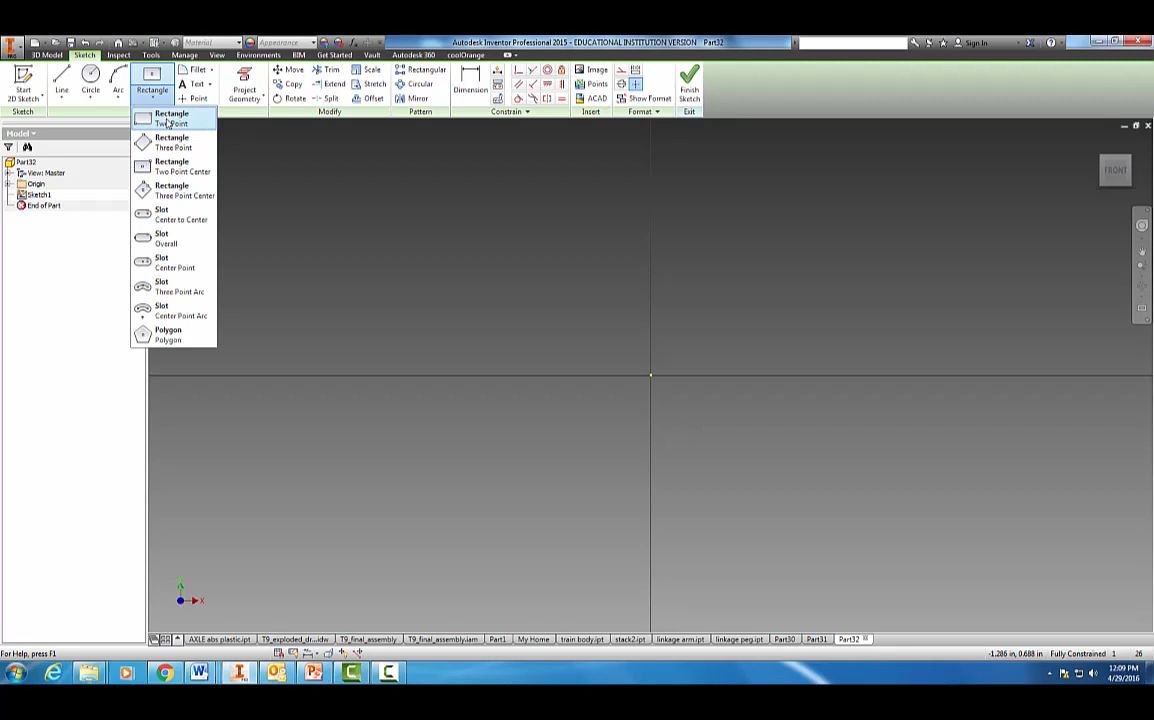 Material
Appearance
Autodesk Inventor Professional 2015 - EDUCATIONAL INSTITUTION VERSION Part32
Sign In
PRO
3D Model Sketch Inspect Tools Manage View Environments BIM Get Started Vault Autodesk 360 coolOrange
Start
2D Sketch
Line
Circle
Arc
Rectangle
Fillet
Text
Point
Project
Geometry
Move
Copy
Rotate
Trim
Extend
Split
Scale
Stretch
Offset
Rectangular
Circular
Mirror
Dimension
Image
Points
ACAD
Show Format
Finish
Sketch
Sketch
Modify
Pattern
Constrain
Insert
Format
Exit
Model
Part32
View: Master
Origin
Sketch1
End of Part
Rectangle
Two Point
Rectangle
Three Point
Rectangle
Two Point Center
Rectangle
Three Point Center
Slot
Center to Center
Slot
Overall
Slot
Center Point
Slot
Three Point Arc
Slot
Center Point Arc
Polygon
Polygon
FRONT
X
AXLE abs plastic.ipt T9_exploded_dr...idw T9_final_assembly T9_final_assembly.iam Part1 My Home train body.ipt stack2.ipt linkage arm.ipt linkage peg.ipt Part30 Part31 Part32
For Help, press F1
-1.286 in, 0.688 in Fully Constrained 1 26
12:09 PM
4/29/2016